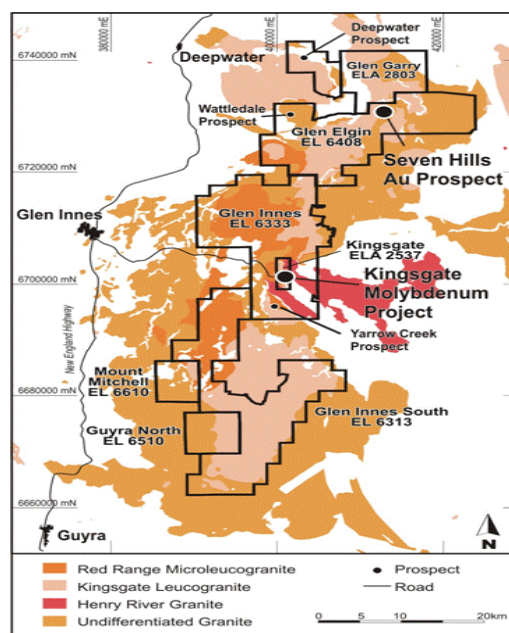 380000 mE
400000 mE
420000 mE
6740000 mN
Deepwater
Deepwater
Prospect
Glen Garry
ELA 2803
Wattledale
Prospect
Glen Elgin
EL 6408
Seven Hills
Au Prospect
6720000 mN
Glen Innes
Glen Innes
EL 6333
Kingsgate
ELA 2537
6700000 mN
Kingsgate
Molybdenum
Project
Yarrow Creek
Prospect
New England Highway
Mount
Mitchell
EL 6610
6680000 mN
Guyra North
EL 6510
Glen Innes South
EL 6313
6660000 mN
Guyra
N
Red Range Microleucogranite
Kingsgate Leucogranite
Henry River Granite
Undifferentiated Granite
Prospect
Road
0 10 20km